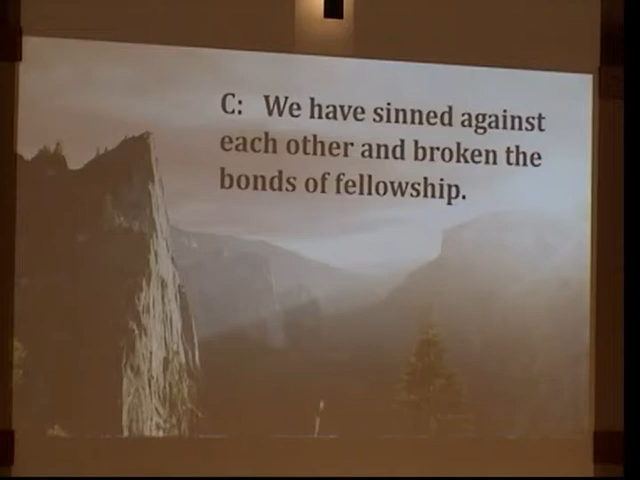 C: We have sinned against
each other and broken the
bonds of fellowship.